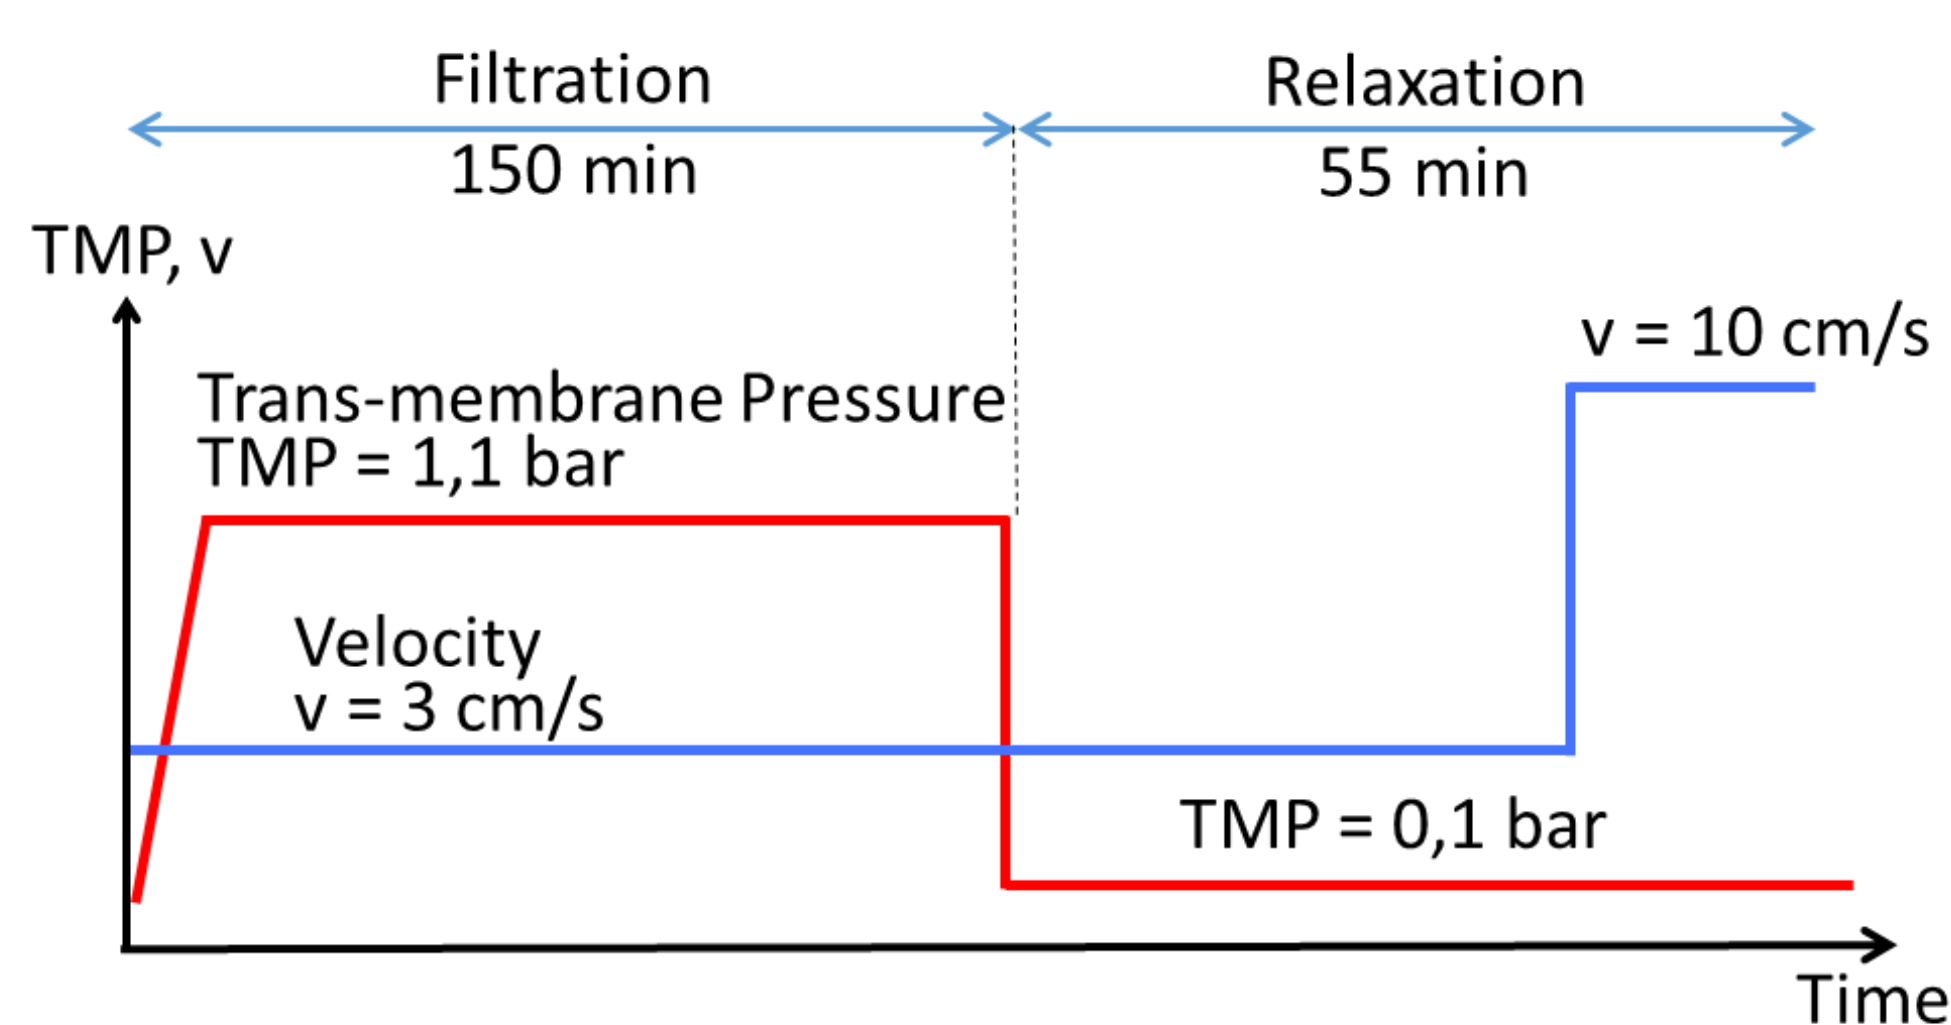 Filtration
150 min
Relaxation
55 min
TMP, v
v = 10 cm/s
Trans-membrane Pressure
TMP = 1,1 bar
Velocity
v = 3 cm/s
TMP = 0,1 bar
Time